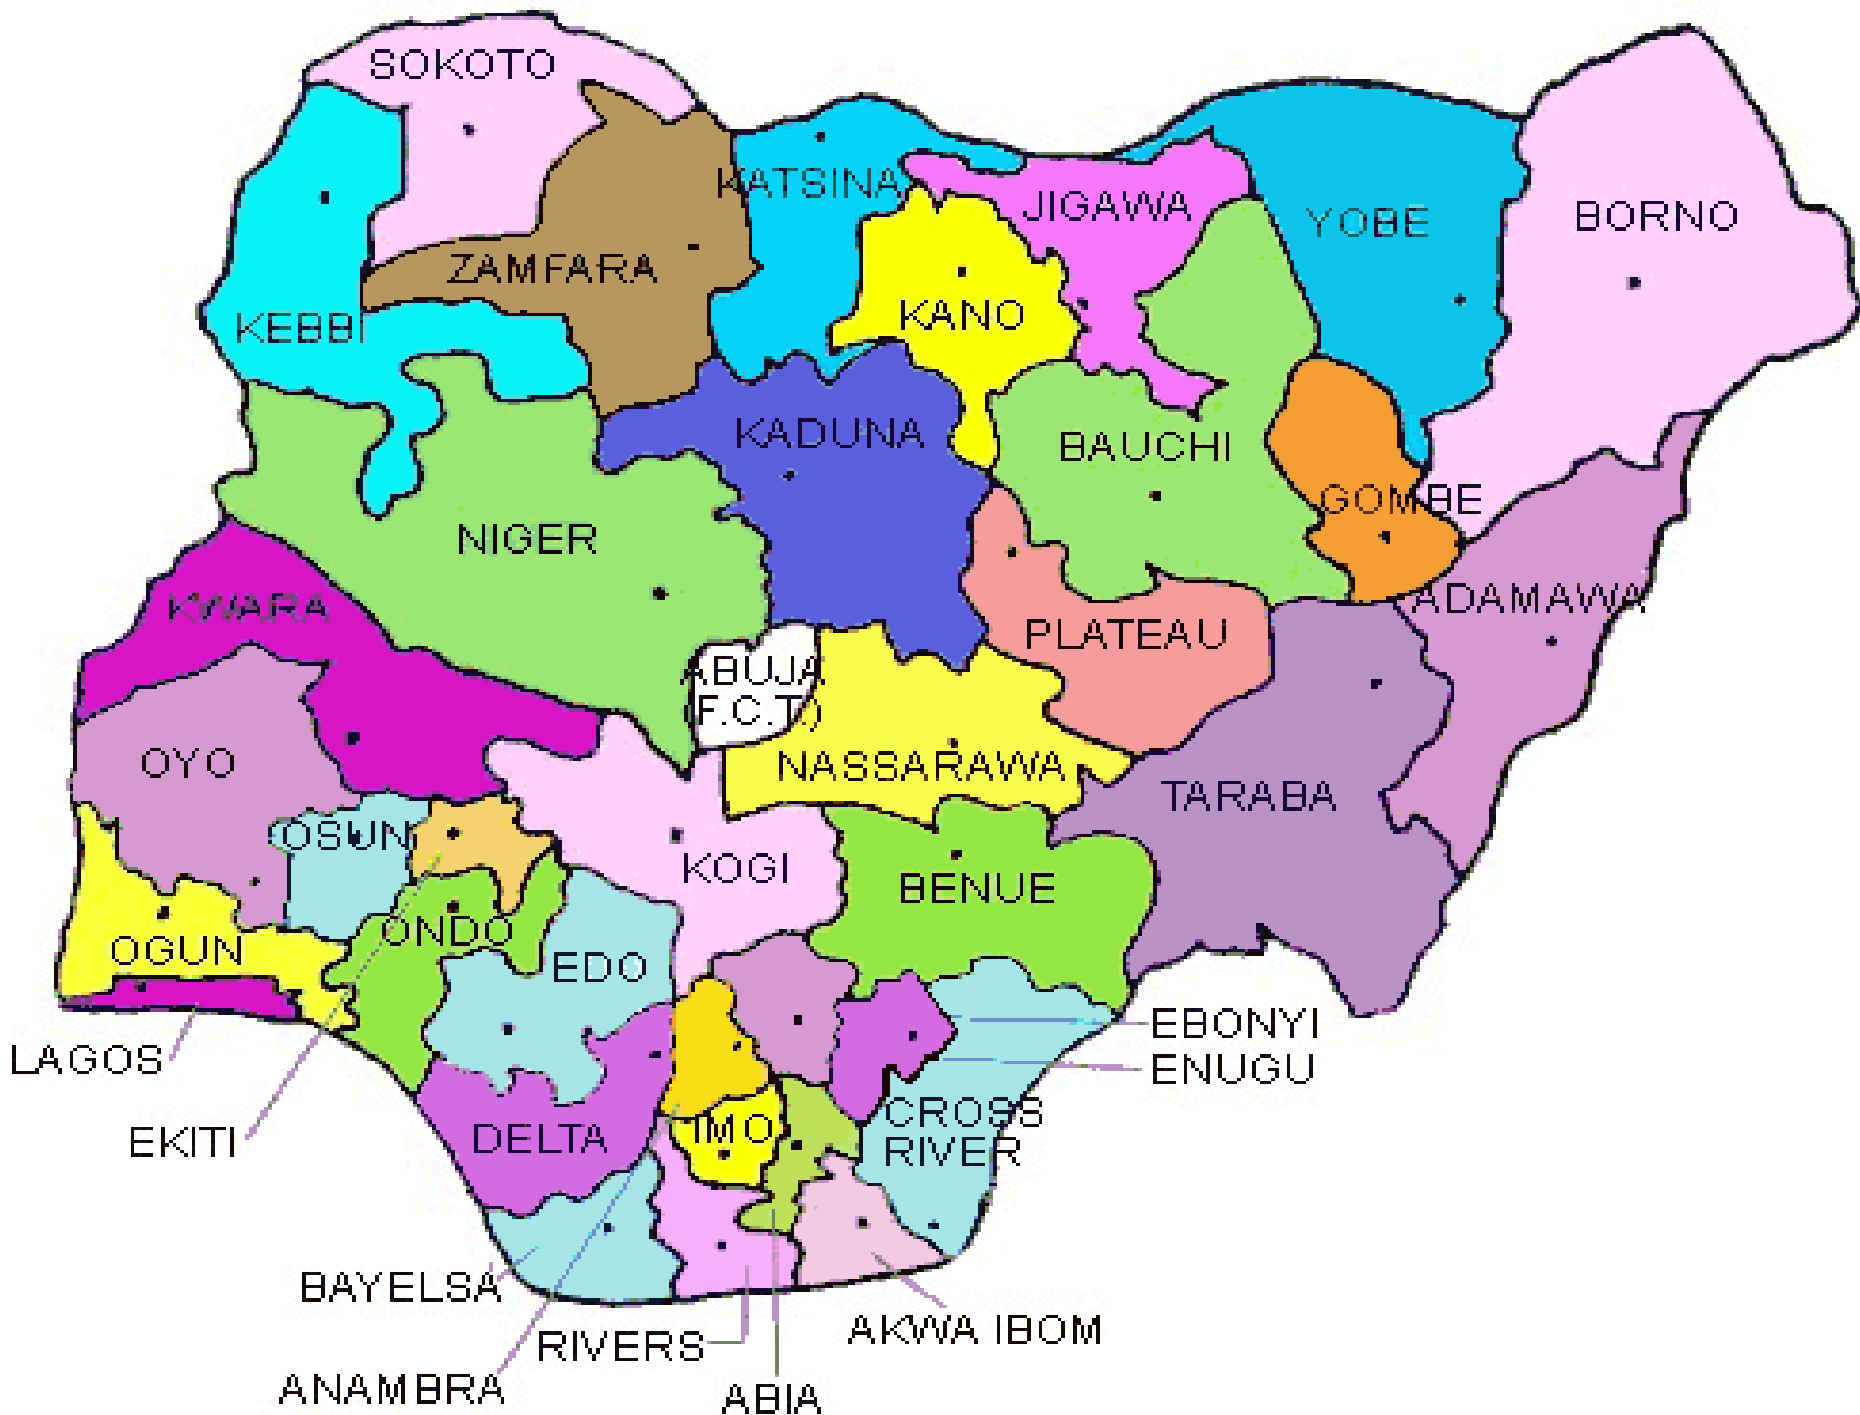 SOKOTO
KATSINA
JIGAWA
YOBE
BORNO
ZAMFARA
KEBBI
KANO
KADUNA
BAUCHI
GOMBE
NIGER
KWARA
ADAMAWA
PLATEAU
ABUJA
(F.C.T.)
OYO
NASSARAWA
TARABA
OSUN
KOGI
BENUE
ONDO
OGUN
EDO
EBONYI
LAGOS
ENUGU
CROSS
RIVER
EKITI
DELTA
IMO
BAYELSA
RIVERS
AKWA IBOM
ANAMBRA
ABIA